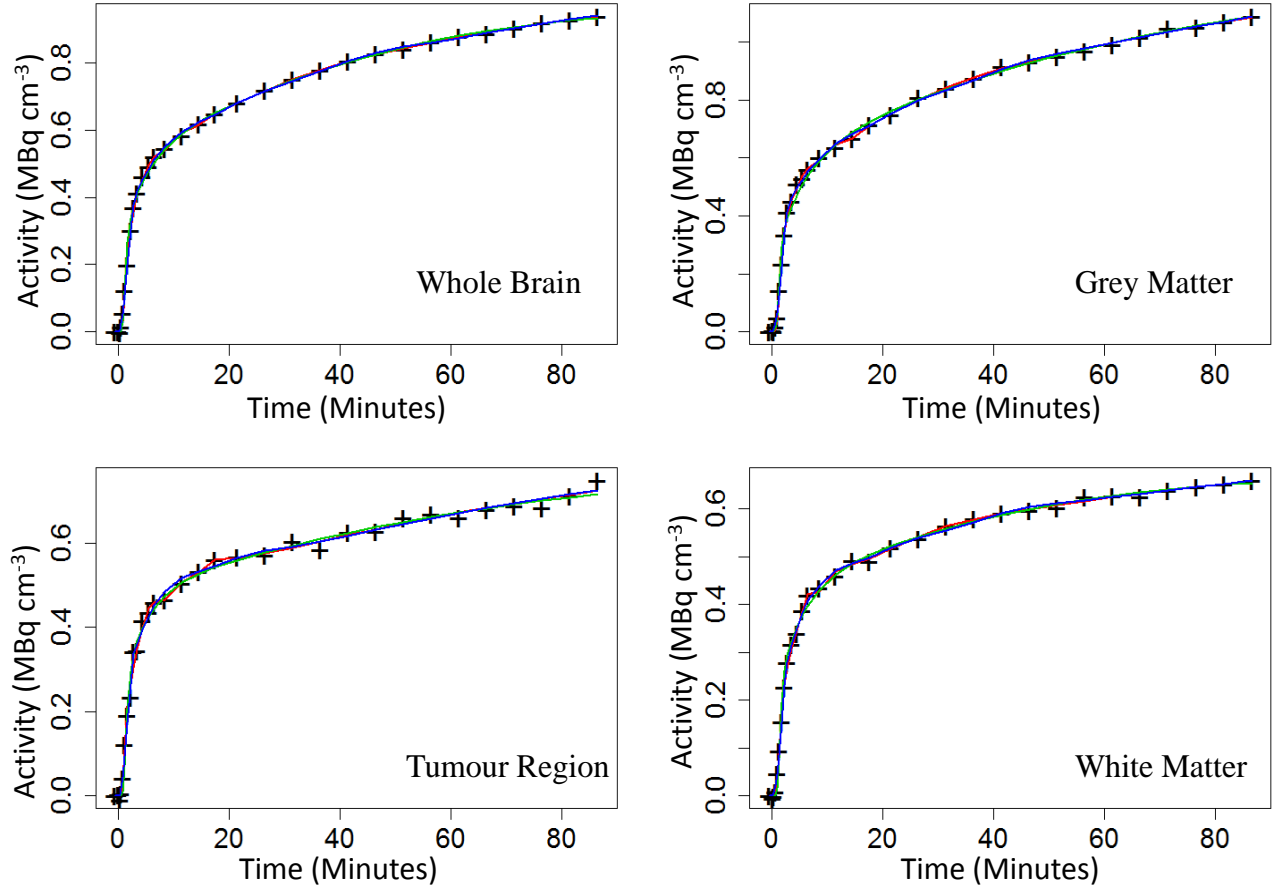 Activity (MBq cm⁻³)
0.0 0.2 0.4 0.6 0.8
Whole Brain
0 20 40 60 80
Time (Minutes)
Activity (MBq cm⁻³)
0.0 0.4 0.8
Grey Matter
0 20 40 60 80
Time (Minutes)
Activity (MBq cm⁻³)
0.0 0.2 0.4 0.6
Tumour Region
0 20 40 60 80
Time (Minutes)
Activity (MBq cm⁻³)
0.0 0.2 0.4 0.6
White Matter
0 20 40 60 80
Time (Minutes)